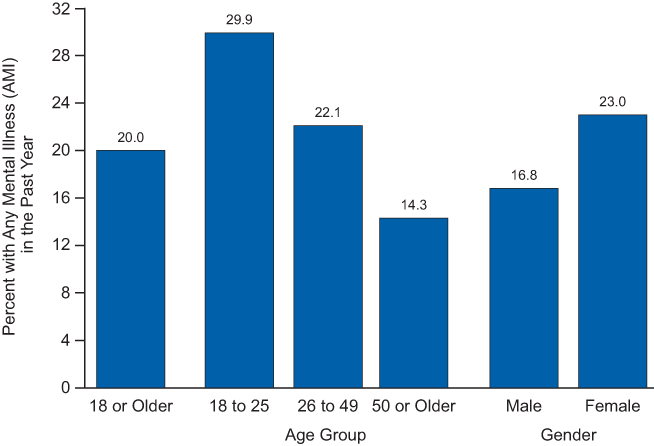 Percent with Any Mental Illness (AMI)
in the Past Year
32
28
24
20
16
12
8
4
0
20.0
29.9
22.1
14.3
16.8
23.0
18 or Older
18 to 25
26 to 49
50 or Older
Male
Female
Age Group
Gender